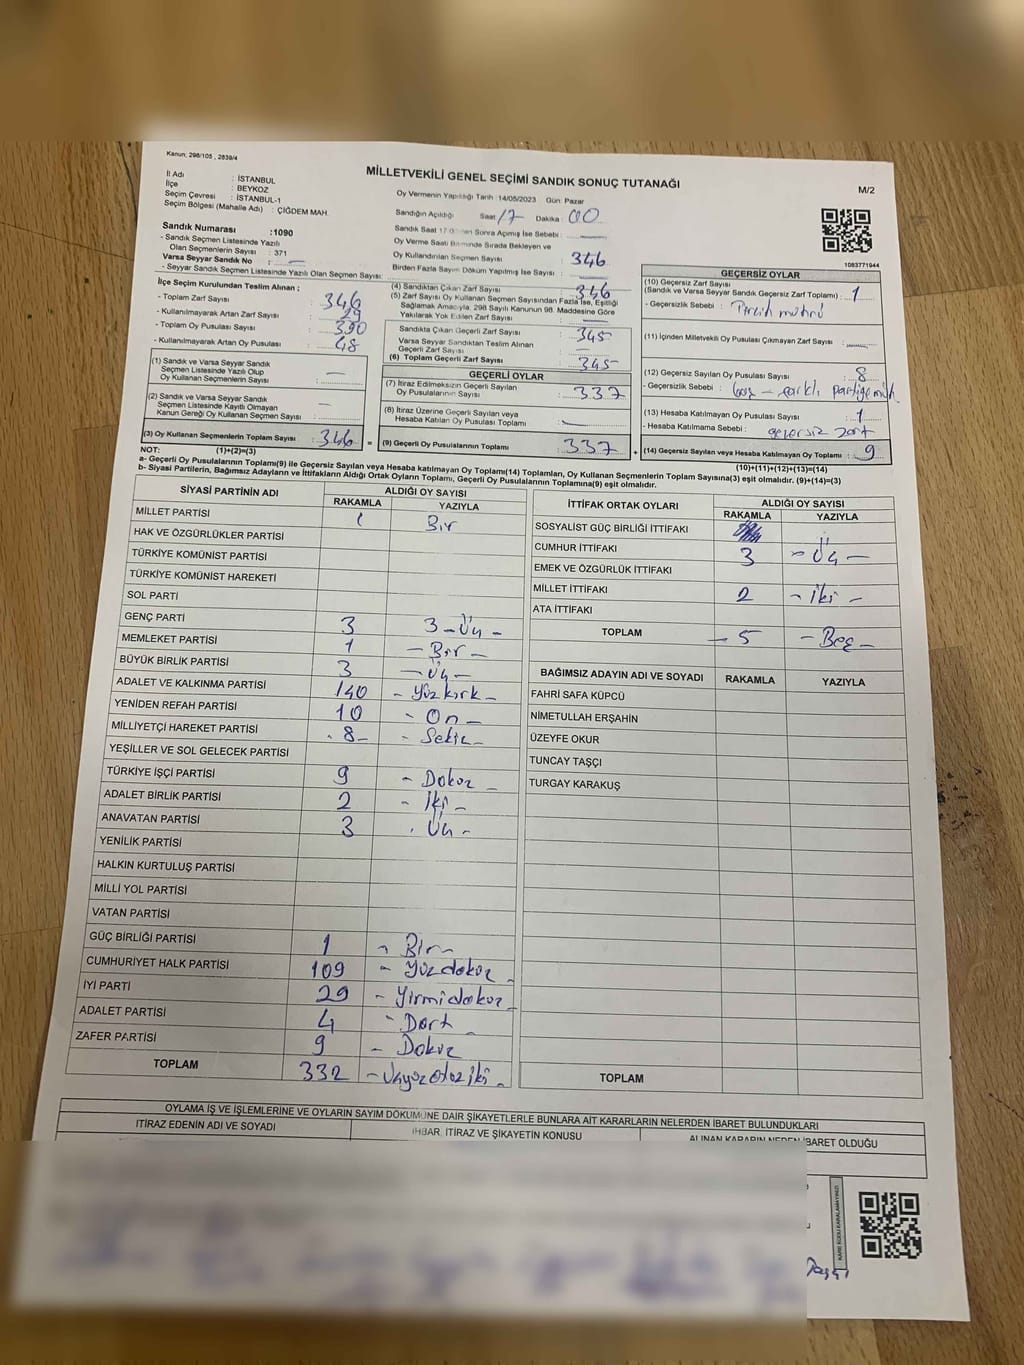 Kanun; 298/105 , 2839/4
MİLLETVEKİLİ GENEL SEÇİMİ SANDIK SONUÇ TUTANAĞI
M/2
İl Adı : İSTANBUL
İlçe : BEYKOZ
Seçim Çevresi : İSTANBUL-1
Seçim Bölgesi (Mahalle Adı) : ÇİĞDEM MAH.
Sandık Numarası :1090
- Sandık Seçmen Listesinde Yazılı
Olan Seçmenlerin Sayısı : 371
Varsa Seyyar Sandık No : —
- Seyyar Sandık Seçmen Listesinde Yazılı Olan Seçmen Sayısı:
Oy Vermenin Yapıldığı Tarih :14/05/2023 Gün: Pazar
Sandığın Açıldığı Saat 17 Dakika : 00
Sandık Saat 17:00'den Sonra Açılmış İse Sebebi : —
Oy Verme Saati Bitiminde Sırada Bekleyen ve
Oy Kullandırılan Seçmen Sayısı : 346
Birden Fazla Sayım Döküm Yapılmış İse Sayısı : —
1083771944
İlçe Seçim Kurulundan Teslim Alınan ;
- Toplam Zarf Sayısı : 346
- Kullanılmayarak Artan Zarf Sayısı : 29
- Toplam Oy Pusulası Sayısı : 390
- Kullanılmayarak Artan Oy Pusulası : 48
(1) Sandık ve Varsa Seyyar Sandık
Seçmen Listesinde Yazılı Olup
Oy Kullanan Seçmenlerin Sayısı : —
(2) Sandık ve Varsa Seyyar Sandık
Seçmen Listesinde Kayıtlı Olmayan
Kanun Gereği Oy Kullanan Seçmen Sayısı : —
(3) Oy Kullanan Seçmenlerin Toplam Sayısı : 346
(4) Sandıktan Çıkan Zarf Sayısı : 346
(5) Zarf Sayısı Oy Kullanan Seçmen Sayısından Fazla İse, Eşitliği
Sağlamak Amacıyla, 298 Sayılı Kanunun 98. Maddesine Göre
Yakılarak Yok Edilen Zarf Sayısı : —
Sandıkta Çıkan Geçerli Zarf Sayısı : 345
Varsa Seyyar Sandıktan Teslim Alınan
Geçerli Zarf Sayısı : —
(6) Toplam Geçerli Zarf Sayısı : 345
GEÇERLİ OYLAR
(7) İtiraz Edilmeksizin Geçerli Sayılan
Oy Pusulalarının Sayısı : 337
(8) İtiraz Üzerine Geçerli Sayılan veya
Hesaba Katılan Oy Pusulası Toplamı : —
= (9) Geçerli Oy Pusulalarının Toplamı : 337
GEÇERSİZ OYLAR
(10) Geçersiz Zarf Sayısı
(Sandık ve Varsa Seyyar Sandık Geçersiz Zarf Toplamı) : 1
- Geçersizlik Sebebi :
(11) İçinden Milletvekili Oy Pusulası Çıkmayan Zarf Sayısı : —
(12) Geçersiz Sayılan Oy Pusulası Sayısı : 8
- Geçersizlik Sebebi : boş – farklı
(13) Hesaba Katılmayan Oy Pusulası Sayısı : 1
- Hesaba Katılmama Sebebi : geçersiz zarf
+ (14) Geçersiz Sayılan veya Hesaba Katılmayan Oy Toplamı : 9
NOT: (1)+(2)=(3) (10)+(11)+(12)+(13)=(14)
a- Geçerli Oy Pusulalarının Toplamı(9) ile Geçersiz Sayılan veya Hesaba katılmayan Oy Toplamı(14) Toplamları, Oy Kullanan Seçmenlerin Toplam Sayısına(3) eşit olmalıdır. (9)+(14)=(3)
b- Siyasi Partilerin, Bağımsız Adayların ve İttifakların Aldığı Ortak Oyların Toplamı, Geçerli Oy Pusulalarının Toplamına(9) eşit olmalıdır.
SİYASİ PARTİNİN ADI ALDIĞI OY SAYISI
RAKAMLA YAZIYLA
MİLLET PARTİSİ 1 Bir
HAK VE ÖZGÜRLÜKLER PARTİSİ
TÜRKİYE KOMÜNİST PARTİSİ
TÜRKİYE KOMÜNİST HAREKETİ
SOL PARTİ
GENÇ PARTİ 3 3 - Üç -
MEMLEKET PARTİSİ 1 - Bir -
BÜYÜK BİRLİK PARTİSİ 3 - Üç -
ADALET VE KALKINMA PARTİSİ 140 - Yüzkırk -
YENİDEN REFAH PARTİSİ 10 - On -
MİLLİYETÇİ HAREKET PARTİSİ - 8 - - Sekiz -
YEŞİLLER VE SOL GELECEK PARTİSİ
TÜRKİYE İŞÇİ PARTİSİ 9 - Dokuz -
ADALET BİRLİK PARTİSİ 2 - İki -
ANAVATAN PARTİSİ 3 - Üç -
YENİLİK PARTİSİ
HALKIN KURTULUŞ PARTİSİ
MİLLİ YOL PARTİSİ
VATAN PARTİSİ
GÜÇ BİRLİĞİ PARTİSİ 1 - Bir -
CUMHURİYET HALK PARTİSİ 109 - Yüzdokuz -
İYİ PARTİ 29 - Yirmidokuz -
ADALET PARTİSİ 4 - Dört -
ZAFER PARTİSİ 9 - Dokuz
TOPLAM 332 - Üçyüzotuziki -
İTTİFAK ORTAK OYLARI ALDIĞI OY SAYISI
RAKAMLA YAZIYLA
SOSYALİST GÜÇ BİRLİĞİ İTTİFAKI
CUMHUR İTTİFAKI 3 - Üç -
EMEK VE ÖZGÜRLÜK İTTİFAKI
MİLLET İTTİFAKI 2 - İki -
ATA İTTİFAKI
TOPLAM - 5 - Beş -
BAĞIMSIZ ADAYIN ADI VE SOYADI RAKAMLA YAZIYLA
FAHRİ SAFA KÜPCÜ
NİMETULLAH ERŞAHİN
ÜZEYFE OKUR
TUNCAY TAŞÇI
TURGAY KARAKUŞ
TOPLAM
OYLAMA İŞ VE İŞLEMLERİNE VE OYLARIN SAYIM DÖKÜMÜNE DAİR ŞİKAYETLERLE BUNLARA AİT KARARLARIN NELERDEN İBARET BULUNDUKLARI
İTİRAZ EDENİN ADI VE SOYADI İHBAR, İTİRAZ VE ŞİKAYETİN KONUSU ALINAN KARARIN NEDEN İBARET OLDUĞU
KARE KODU KARALAMAYINIZ!